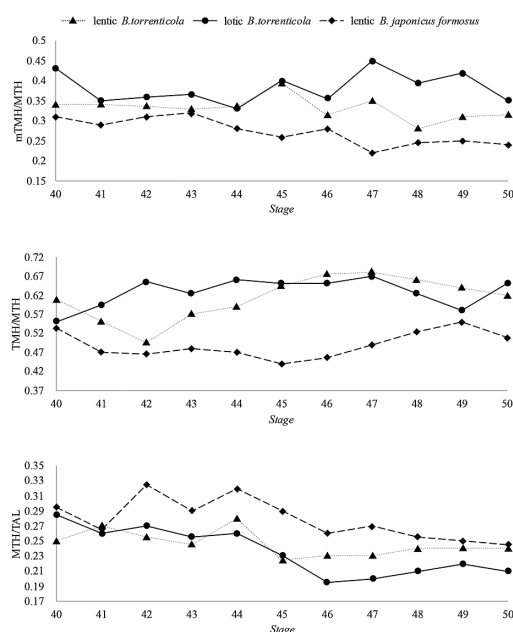 lentic B.torrenticola lotic B.torrenticola lentic B. japonicus formosus
0.5
0.45
0.4
0.35
0.3
0.25
0.2
0.15
mTMH/MTH
40 41 42 43 44 45 46 47 48 49 50
Stage
0.72
0.67
0.62
0.57
0.52
0.47
0.42
0.37
TMH/MTH
40 41 42 43 44 45 46 47 48 49 50
Stage
0.35
0.33
0.31
0.29
0.27
0.25
0.23
0.21
0.19
0.17
MTH/TAL
40 41 42 43 44 45 46 47 48 49 50
Stage